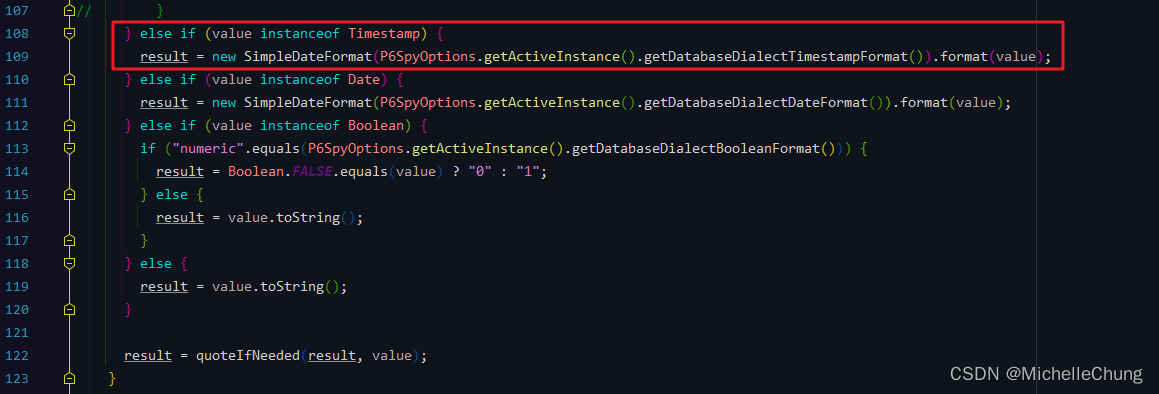 107 // }
108 } else if (value instanceof Timestamp) {
109 result = new SimpleDateFormat(P6SpyOptions.getActiveInstance().getDatabaseDialectTimestampFormat()).format(value);
110 } else if (value instanceof Date) {
111 result = new SimpleDateFormat(P6SpyOptions.getActiveInstance().getDatabaseDialectDateFormat()).format(value);
112 } else if (value instanceof Boolean) {
113 if ("numeric".equals(P6SpyOptions.getActiveInstance().getDatabaseDialectBooleanFormat())) {
114 result = Boolean.FALSE.equals(value) ? "0" : "1";
115 } else {
116 result = value.toString();
117 }
118 } else {
119 result = value.toString();
120 }
121
122 result = quoteIfNeeded(result, value);
123 }
CSDN @MichelleChung